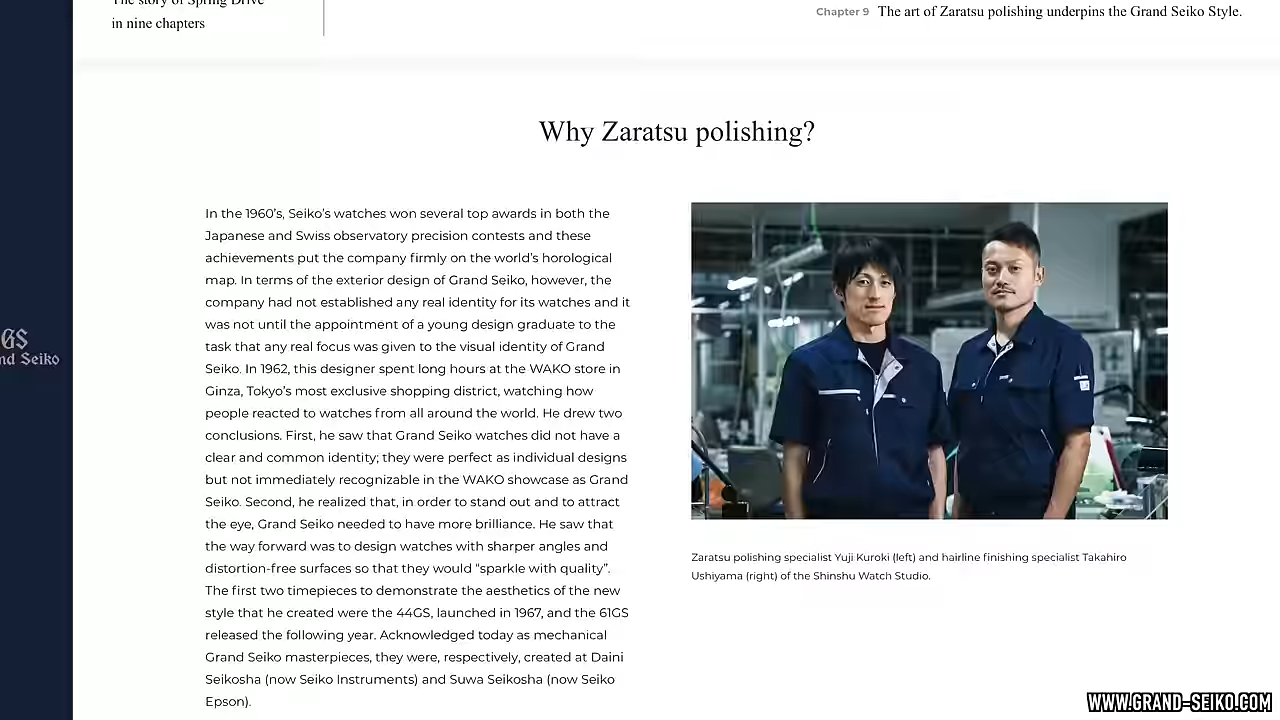 The story of Spring Drive
in nine chapters
Chapter 9 The art of Zaratsu polishing underpins the Grand Seiko Style.
Why Zaratsu polishing?
In the 1960's, Seiko's watches won several top awards in both the
Japanese and Swiss observatory precision contests and these
achievements put the company firmly on the world's horological
map. In terms of the exterior design of Grand Seiko, however, the
company had not established any real identity for its watches and it
was not until the appointment of a young design graduate to the
task that any real focus was given to the visual identity of Grand
Seiko. In 1962, this designer spent long hours at the WAKO store in
Ginza, Tokyo's most exclusive shopping district, watching how
people reacted to watches from all around the world. He drew two
conclusions. First, he saw that Grand Seiko watches did not have a
clear and common identity; they were perfect as individual designs
but not immediately recognizable in the WAKO showcase as Grand
Seiko. Second, he realized that, in order to stand out and to attract
the eye, Grand Seiko needed to have more brilliance. He saw that
the way forward was to design watches with sharper angles and
distortion-free surfaces so that they would "sparkle with quality".
The first two timepieces to demonstrate the aesthetics of the new
style that he created were the 44GS, launched in 1967, and the 61GS
released the following year. Acknowledged today as mechanical
Grand Seiko masterpieces, they were, respectively, created at Daini
Seikosha (now Seiko Instruments) and Suwa Seikosha (now Seiko
Epson).
Zaratsu polishing specialist Yuji Kuroki (left) and hairline finishing specialist Takahiro
Ushiyama (right) of the Shinshu Watch Studio.
GS
nd Seiko
WWW.GRAND-SEIKO.COM